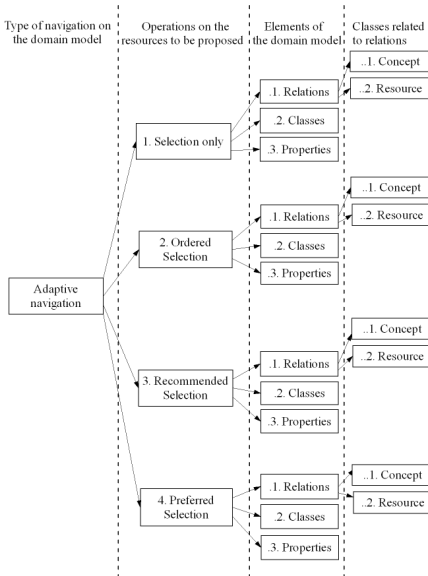 Type of navigation on
the domain model
Operations on the
resources to be proposed
Elements of
the domain model
Classes related
to relations
Adaptive
navigation
1. Selection only
.1. Relations
.2. Classes
.3. Properties
..1. Concept
..2. Resource
2. Ordered
Selection
.1. Relations
.2. Classes
.3. Properties
..1. Concept
..2. Resource
3. Recommended
Selection
.1. Relations
.2. Classes
.3. Properties
..1. Concept
..2. Resource
4. Preferred
Selection
.1. Relations
.2. Classes
.3. Properties
..1. Concept
..2. Resource